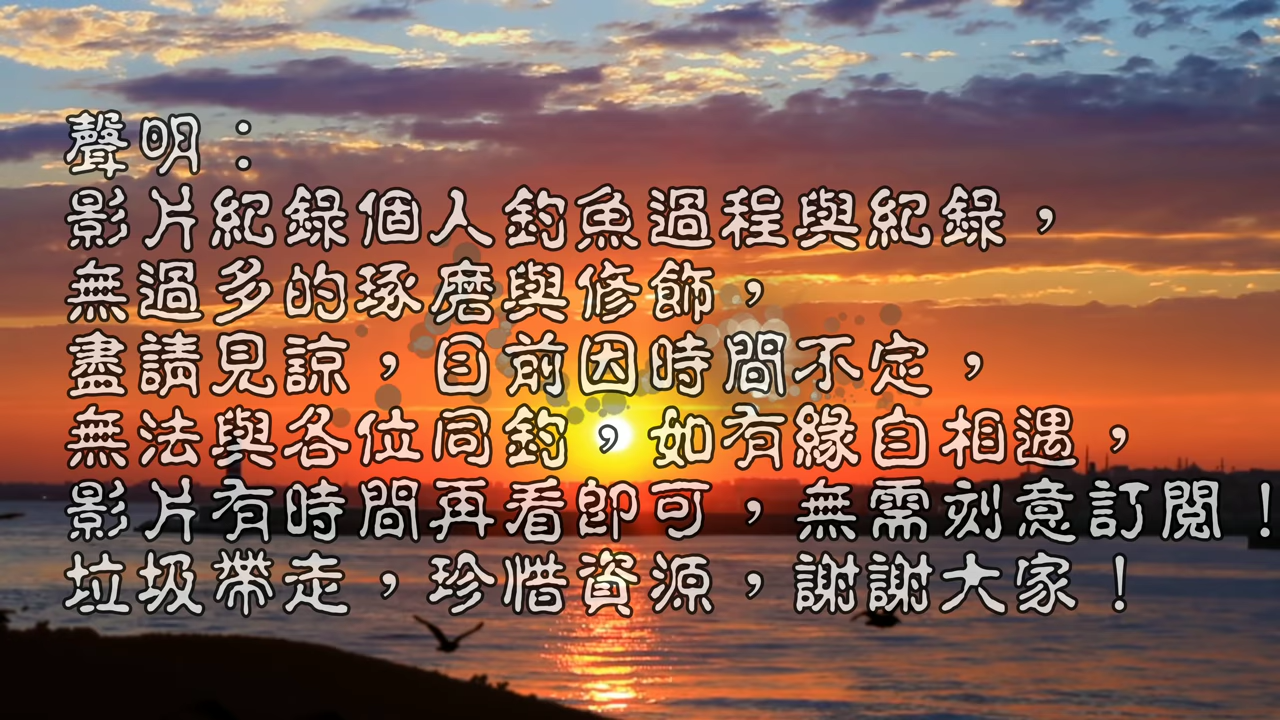 聲明：
影片紀錄個人釣魚過程與紀錄，
無過多的琢磨與修飾，
盡請見諒，目前因時間不定，
無法與各位同釣，如有緣自相遇，
影片有時間再看即可，無需刻意訂閱！
垃圾帶走，珍惜資源，謝謝大家！